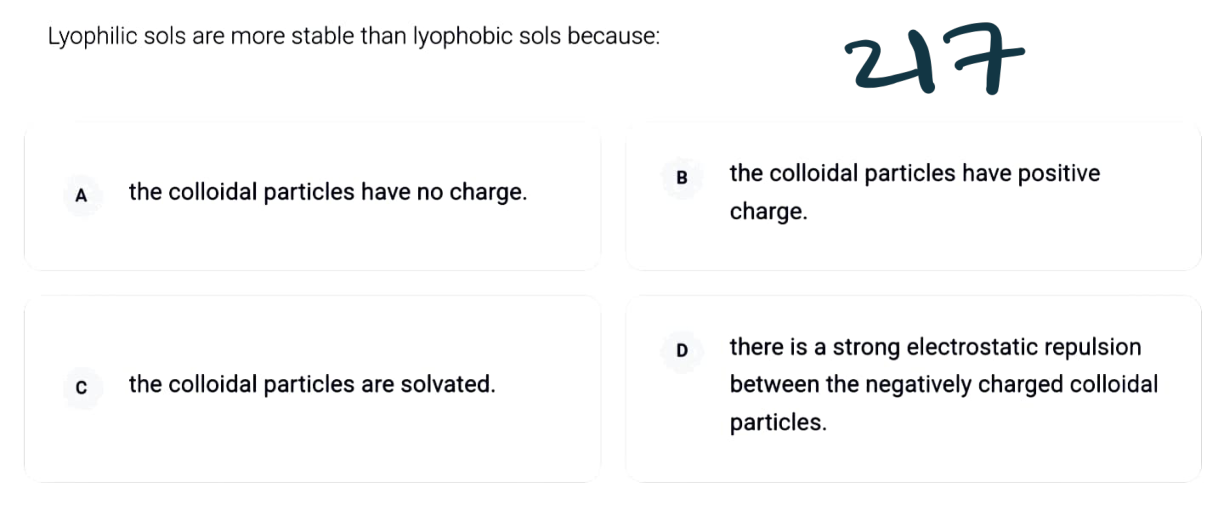 Lyophilic sols are more stable than lyophobic sols because:
217
A the colloidal particles have no charge.
B the colloidal particles have positive
charge.
C the colloidal particles are solvated.
D there is a strong electrostatic repulsion
between the negatively charged colloidal
particles.